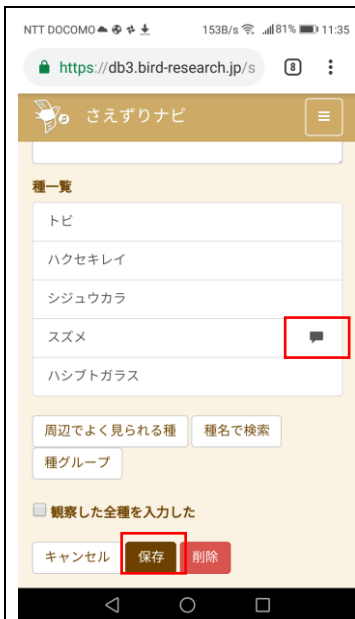 NTT DOCOMO 153B/s 81% 11:35
https://db3.bird-research.jp/s 8
さえずりナビ
種一覧
トビ
ハクセキレイ
シジュウカラ
スズメ
ハシブトガラス
周辺でよく見られる種 種名で検索
種グループ
観察した全種を入力した
キャンセル 保存 削除